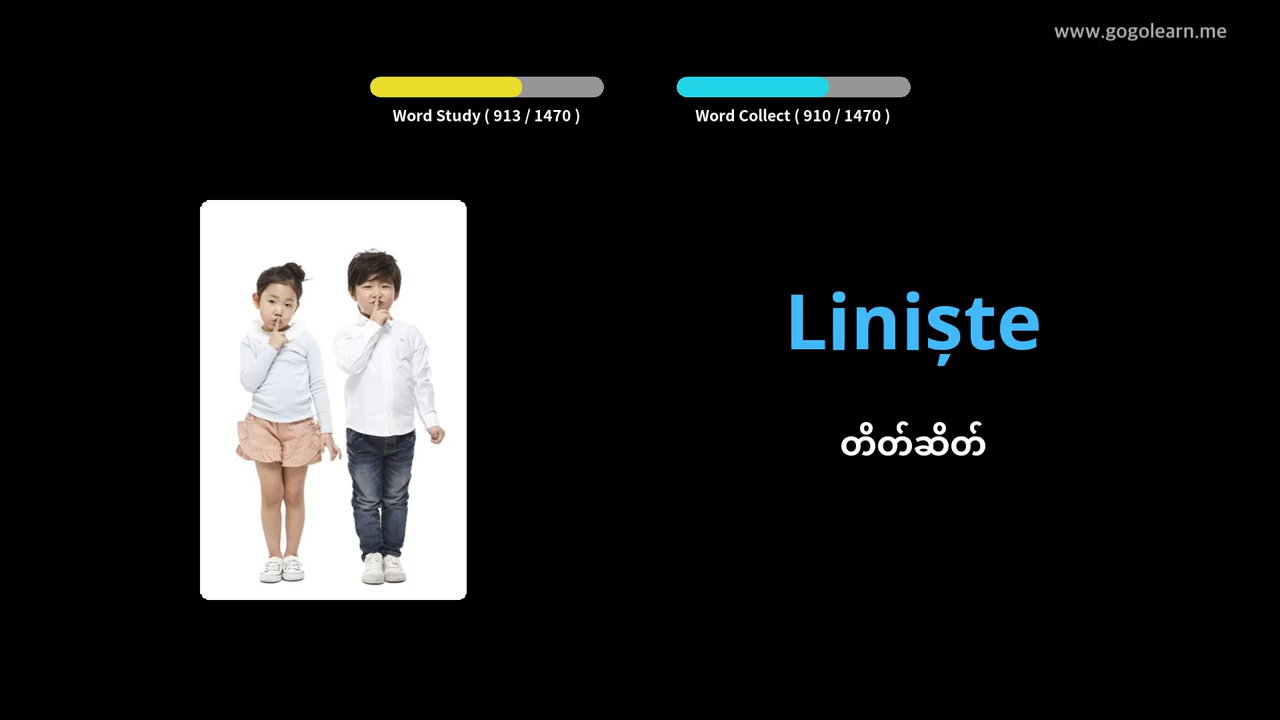 www.gogolearn.me
Word Study ( 913 / 1470 )
Word Collect ( 910 / 1470 )
Liniște
တိတ်ဆိတ်